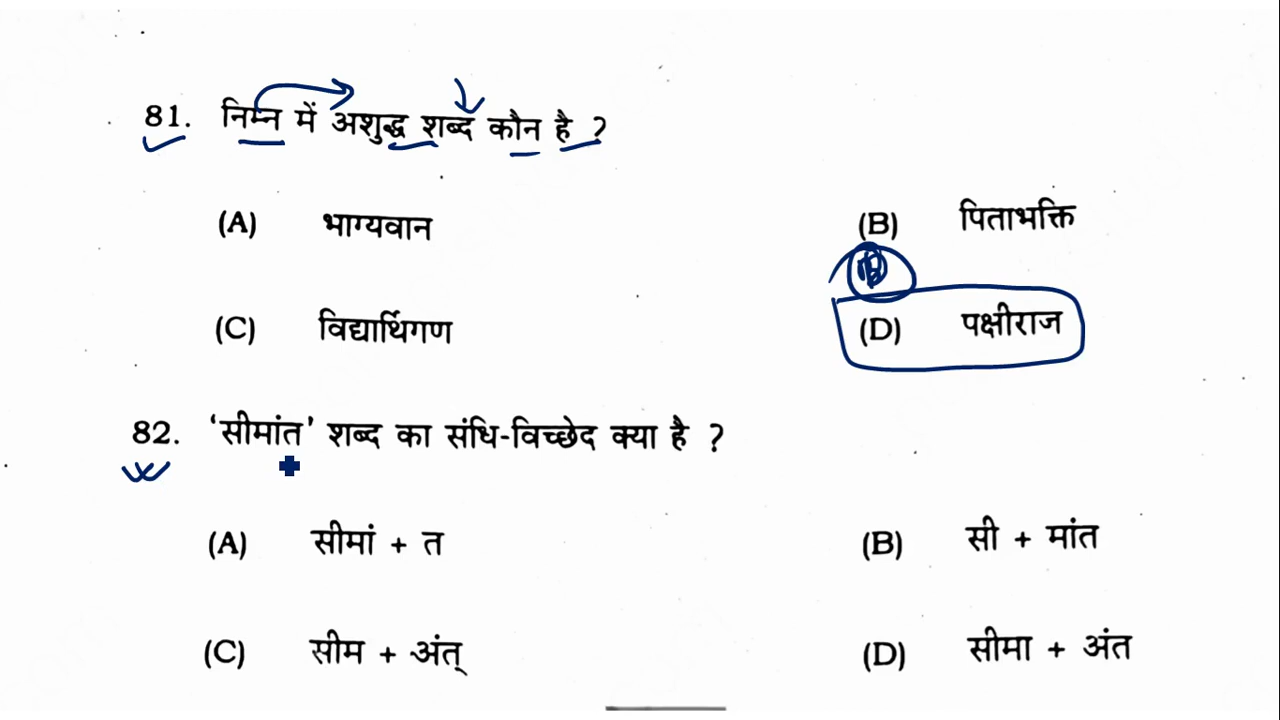 81. निम्न में अशुद्ध शब्द कौन है ?
(A) भाग्यवान (B) पिताभक्ति
(C) विद्यार्थिगण (D) पक्षीराज
82. 'सीमांत' शब्द का संधि-विच्छेद क्या है ?
(A) सीमां + त (B) सी + मांत
(C) सीम + अंत् (D) सीमा + अंत